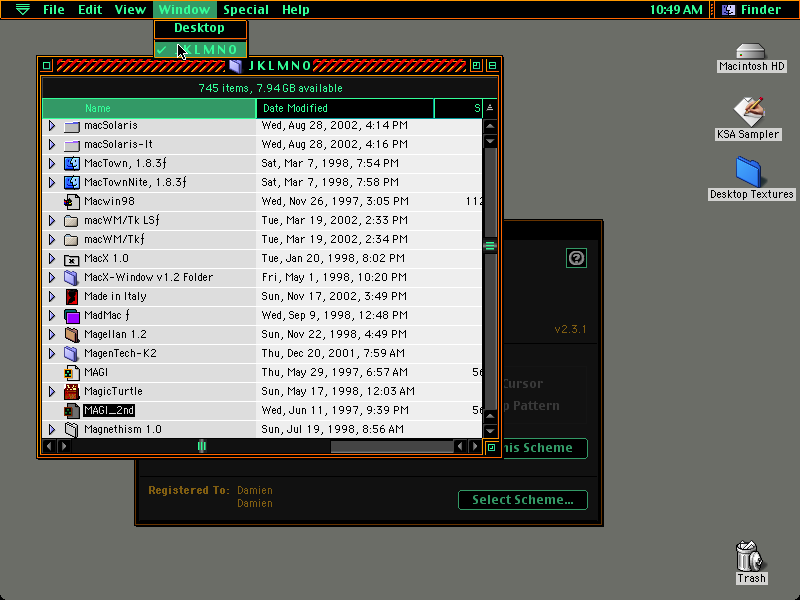 File Edit View Window Special Help 10:49 AM Finder
Desktop
✓ JKLMNO
JKLMNO
745 items, 7.94 GB available
Name Date Modified S
macSolaris Wed, Aug 28, 2002, 4:14 PM
macSolaris-lt Wed, Aug 28, 2002, 4:16 PM
MacTown, 1.8.3ƒ Sat, Mar 7, 1998, 7:54 PM
MacTownNite, 1.8.3ƒ Sat, Mar 7, 1998, 7:58 PM
Macwin98 Wed, Nov 26, 1997, 3:05 PM 112
macWM/Tk LSƒ Tue, Mar 19, 2002, 2:33 PM
macWM/Tkƒ Tue, Mar 19, 2002, 2:34 PM
MacX 1.0 Tue, Jan 20, 1998, 8:02 PM
MacX-Window v1.2 Folder Fri, May 1, 1998, 10:20 PM
Made in Italy Sun, Nov 17, 2002, 3:49 PM
MadMac ƒ Wed, Sep 9, 1998, 12:48 PM
Magellan 1.2 Sun, Nov 22, 1998, 4:49 PM
MagenTech-K2 Thu, Dec 20, 2001, 7:59 AM
MAGI Thu, May 29, 1997, 6:57 AM 56
MagicTurtle Sun, May 17, 1998, 12:03 AM
MAGI_2nd Wed, Jun 11, 1997, 9:39 PM 56
Magnethism 1.0 Sun, Jul 19, 1998, 8:56 AM
v2.3.1
Cursor
p Pattern
his Scheme
Registered To: Damien
Damien
Select Scheme...
Macintosh HD
KSA Sampler
Desktop Textures
Trash